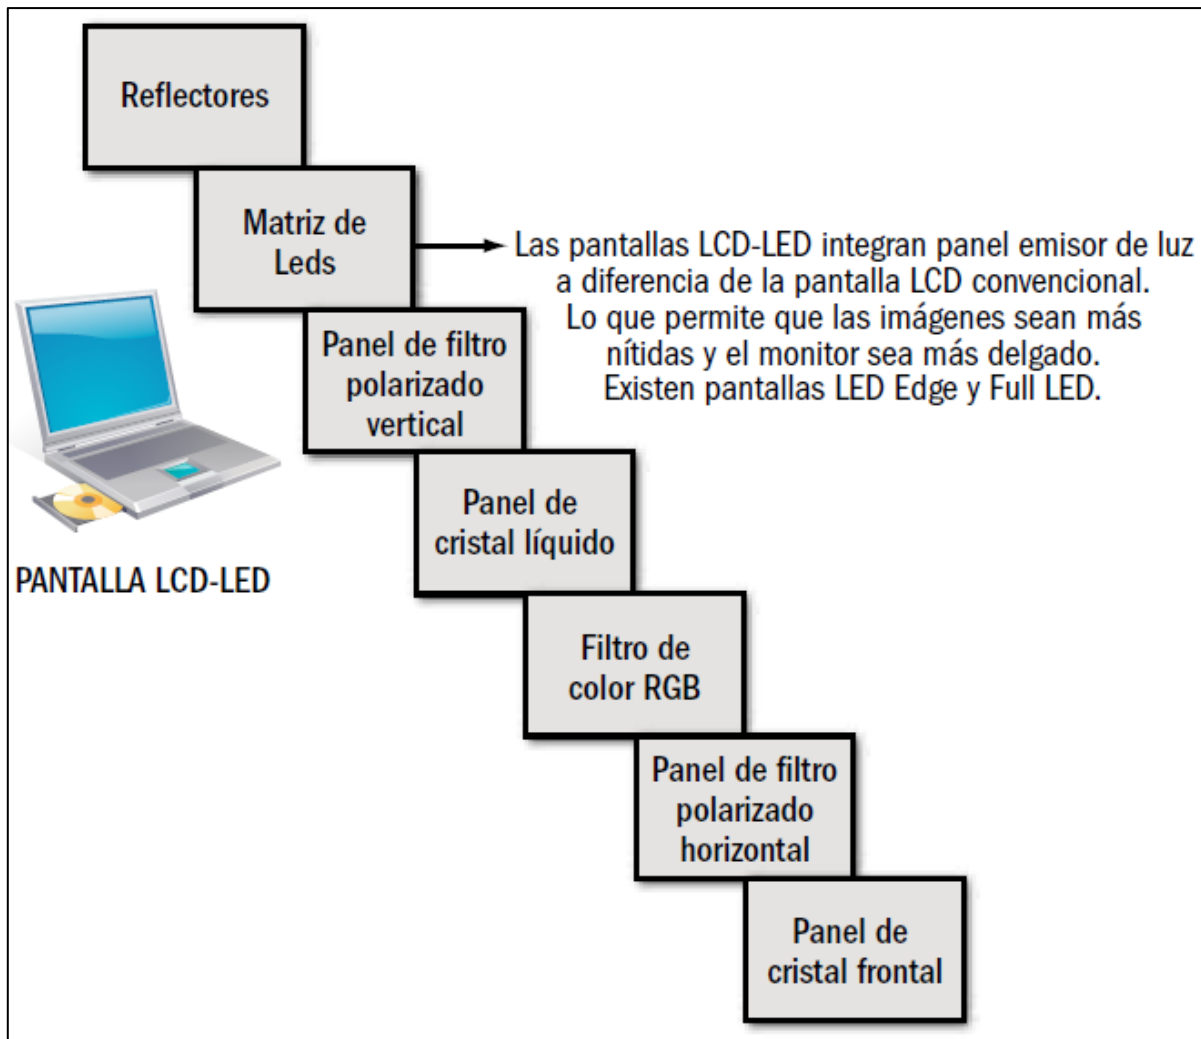 Reflectores
Matriz de
Leds
Las pantallas LCD-LED integran panel emisor de luz
a diferencia de la pantalla LCD convencional.
Lo que permite que las imágenes sean más
nítidas y el monitor sea más delgado.
Existen pantallas LED Edge y Full LED.
Panel de filtro
polarizado
vertical
Panel de
cristal líquido
PANTALLA LCD-LED
Filtro de
color RGB
Panel de filtro
polarizado
horizontal
Panel de
cristal frontal